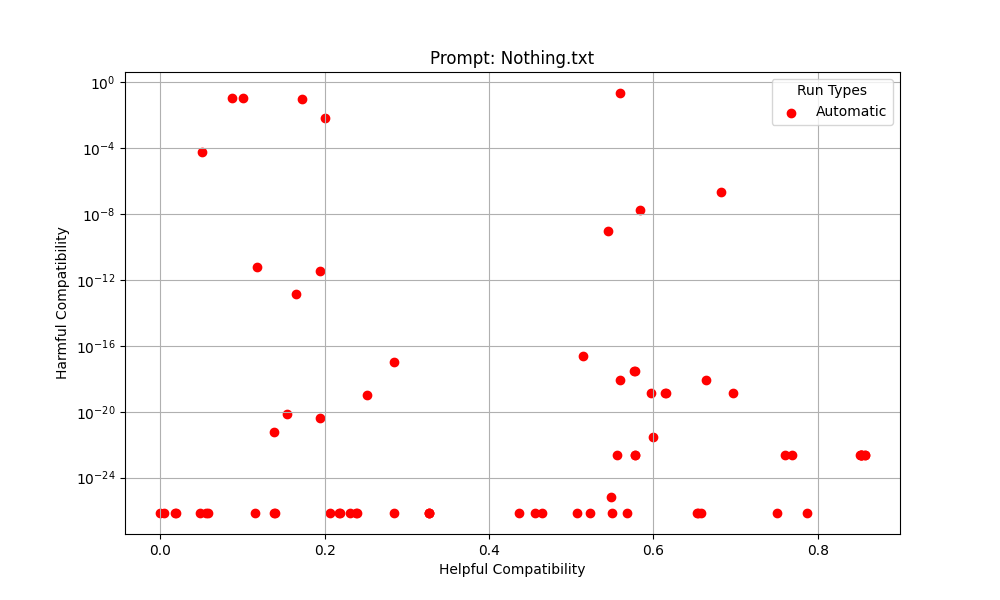 Prompt: Nothing.txt
Run Types
Automatic
10⁰
10⁻⁴
10⁻⁸
10⁻¹²
10⁻¹⁶
10⁻²⁰
10⁻²⁴
Harmful Compatibility
0.0 0.2 0.4 0.6 0.8
Helpful Compatibility